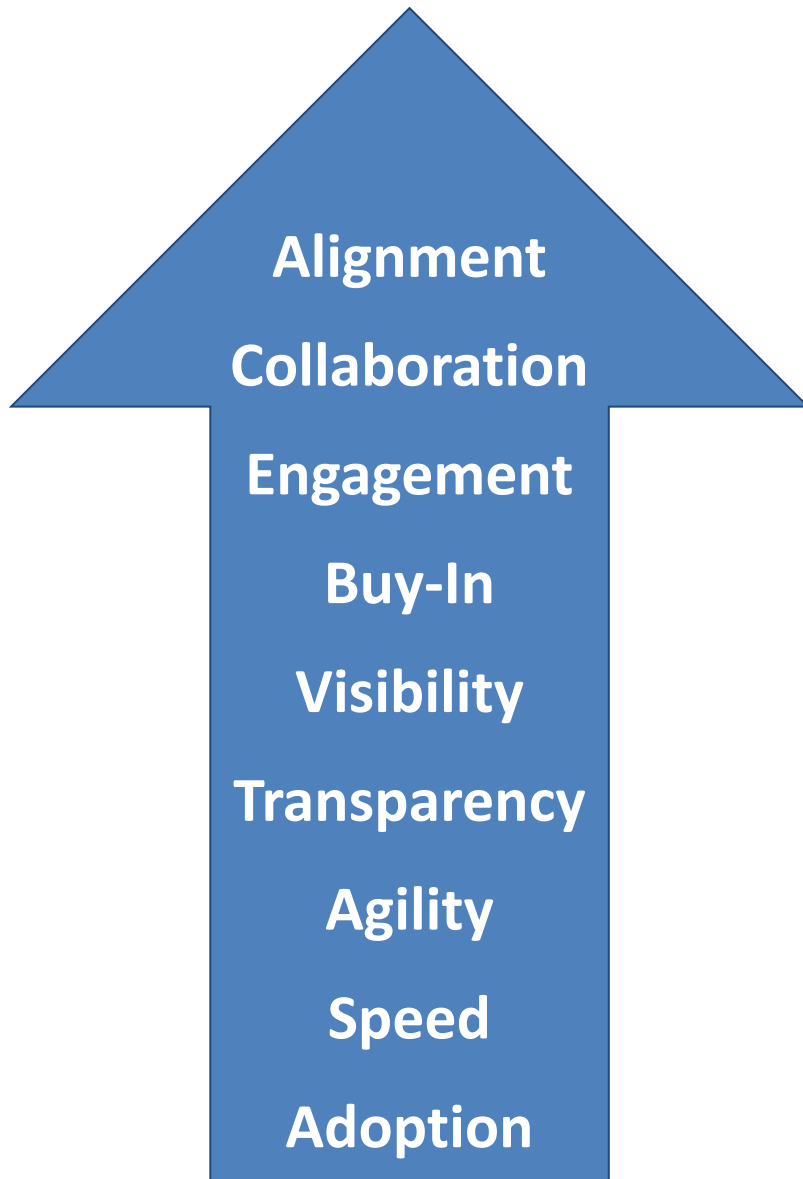 Alignment
Collaboration
Engagement
Buy-In
Visibility
Transparency
Agility
Speed
Adoption